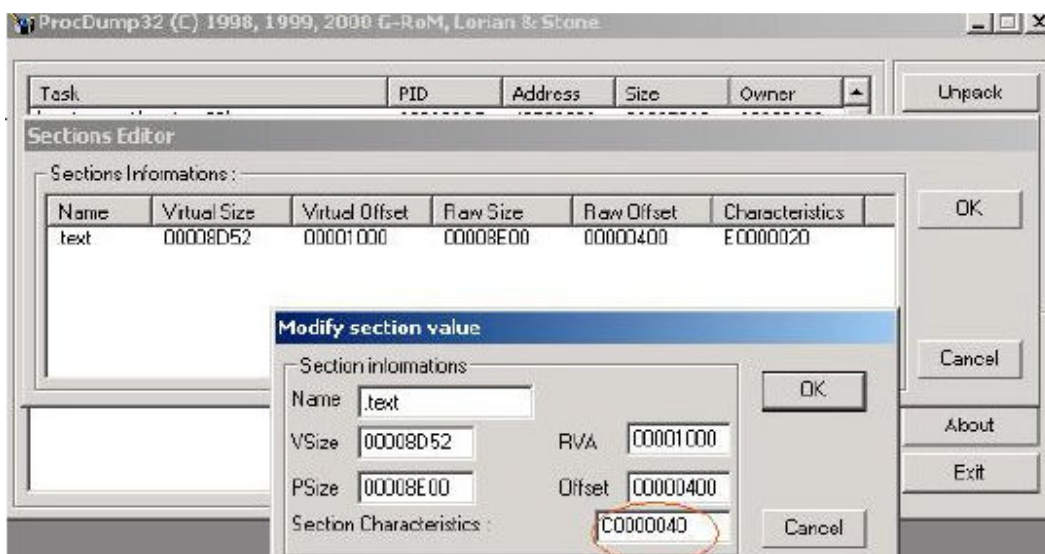 ProcDump32 (C) 1998, 1999, 2000 G-RoM, Lorian & Stone
Task PID Address Size Owner
Unpack
Sections Editor
Sections Informations :
Name Virtual Size Virtual Offset Raw Size Raw Offset Characteristics
.text 00008D52 00001000 00008E00 00000400 E0000020
OK
Cancel
Modify section value
Section informations
Name .text
VSize 00008D52 RVA 00001000
PSize 00008E00 Offset 00000400
Section Characteristics : C0000040
OK
Cancel
About
Exit